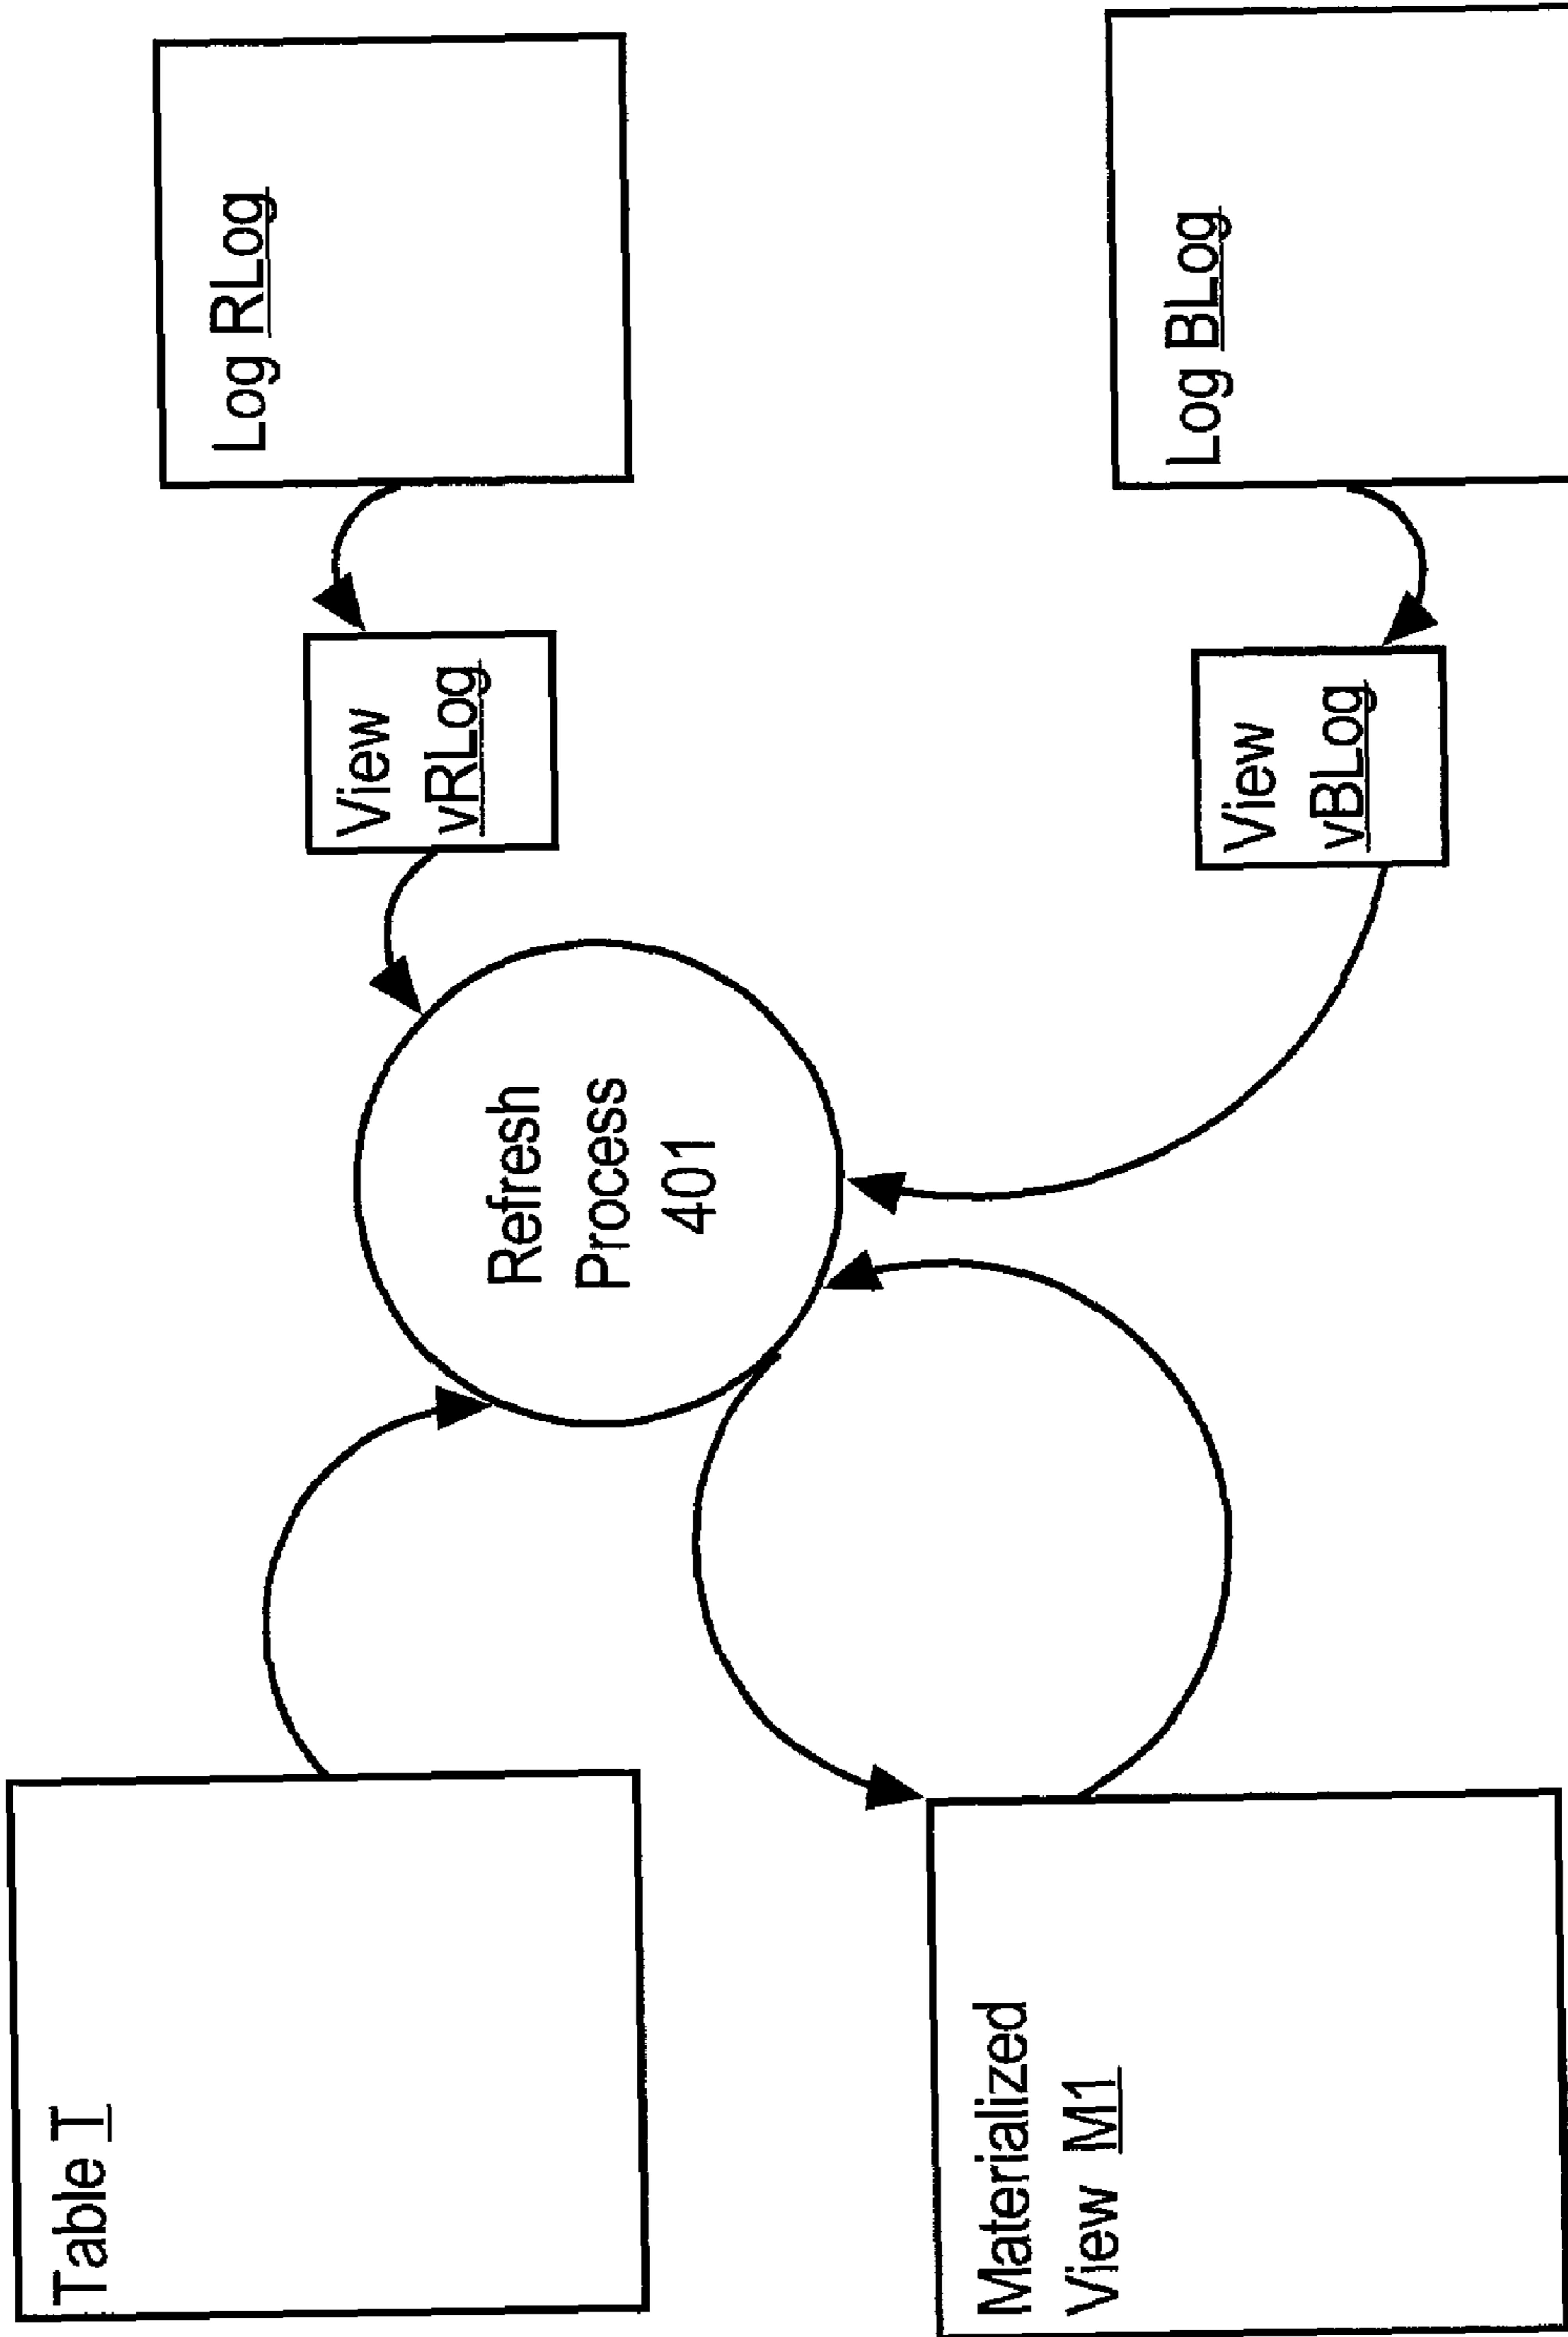 Table T
Materialized
View M1
Refresh
Process
401
View
vRLog
Log RLog
View
vBLog
Log BLog